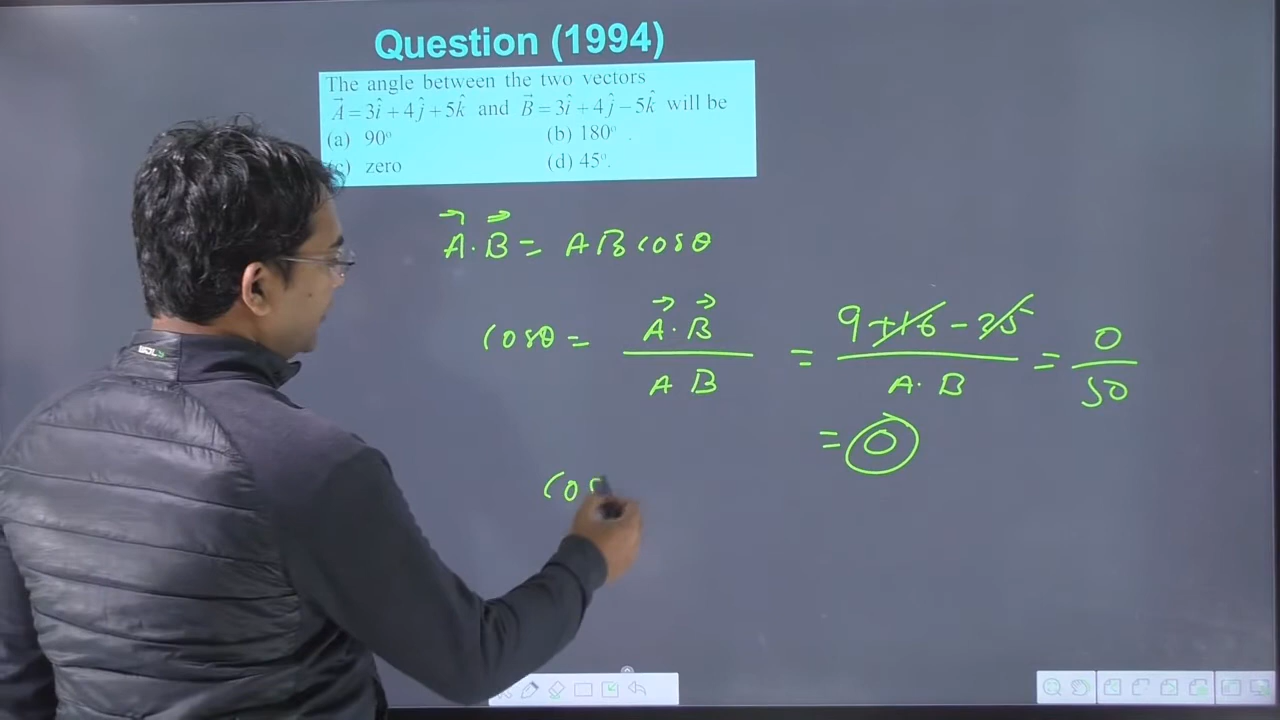 Question (1994)
The angle between the two vectors
A⃗ = 3î + 4ĵ + 5k̂ and B⃗ = 3î + 4ĵ − 5k̂ will be
(a) 90° (b) 180° .
(c) zero (d) 45°.
A⃗ . B⃗ = A B cosθ
cosθ = A⃗ . B⃗ / A B = 9 + 16 − 25 / A . B = 0 / 50
= 0
cos